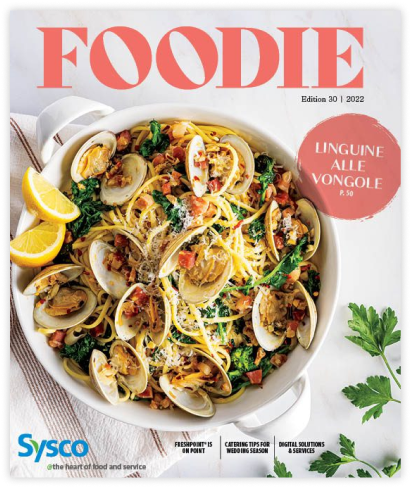 FOODIE
Edition 30 | 2022
LINGUINE
ALLE
VONGOLE
P. 50
Sysco
@the heart of food and service
FRESHPOINT® IS
ON POINT
CATERING TIPS FOR
WEDDING SEASON
DIGITAL SOLUTIONS
& SERVICES